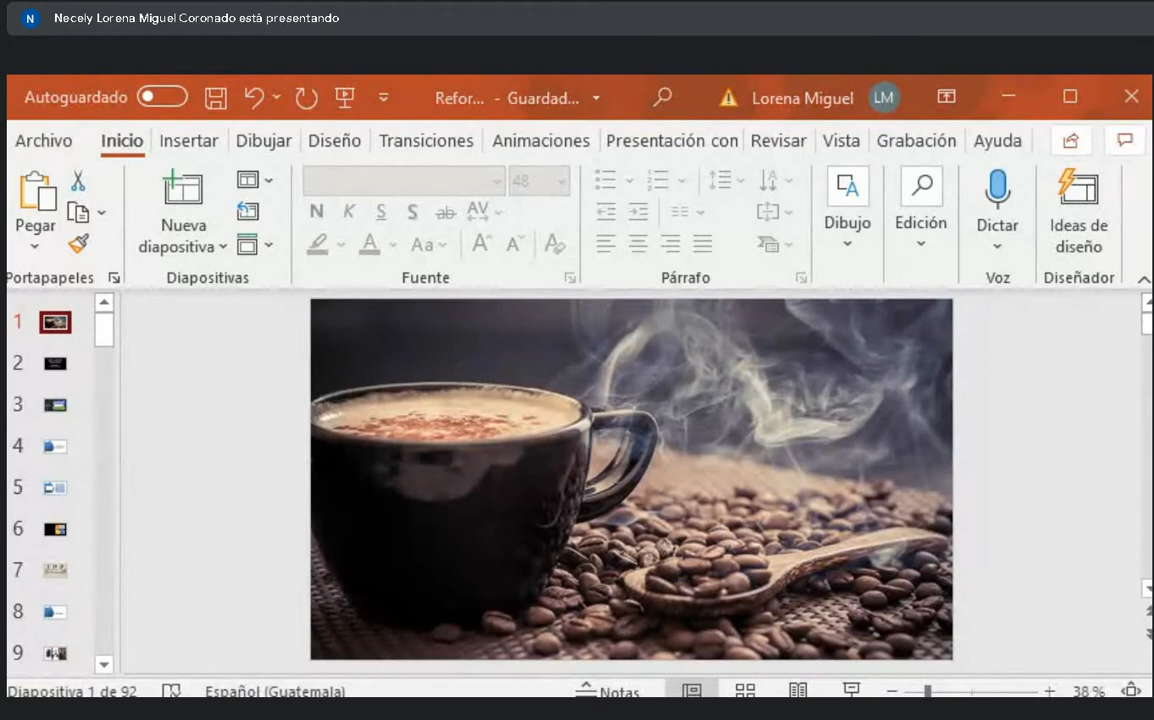 N Necely Lorena Miguel Coronado está presentando
Autoguardado Refor... - Guardad... Lorena Miguel LM
Archivo Inicio Insertar Dibujar Diseño Transiciones Animaciones Presentación con Revisar Vista Grabación Ayuda
48
Pegar Nueva diapositiva N K S S ab AV Aa A A A Dibujo Edición Dictar Ideas de diseño
Portapapeles Diapositivas Fuente Párrafo Voz Diseñador
1
2
3
4
5
6
7
8
9
Diapositiva 1 de 92 Español (Guatemala) Notas 38 %